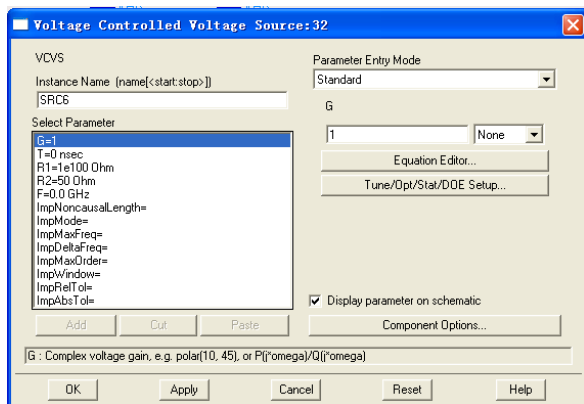 Voltage Controlled Voltage Source:32
VCVS
Instance Name (name[<start:stop>])
SRC6
Select Parameter
G=1
T=0 nsec
R1=1e100 Ohm
R2=50 Ohm
F=0.0 GHz
ImpNoncausalLength=
ImpMode=
ImpMaxFreq=
ImpDeltaFreq=
ImpMaxOrder=
ImpWindow=
ImpRelTol=
ImpAbsTol=
Add Cut Paste
Parameter Entry Mode
Standard
G
1 None
Equation Editor...
Tune/Opt/Stat/DOE Setup...
Display parameter on schematic
Component Options...
G : Complex voltage gain, e.g. polar(10, 45), or P(j*omega)/Q(j*omega)
OK Apply Cancel Reset Help